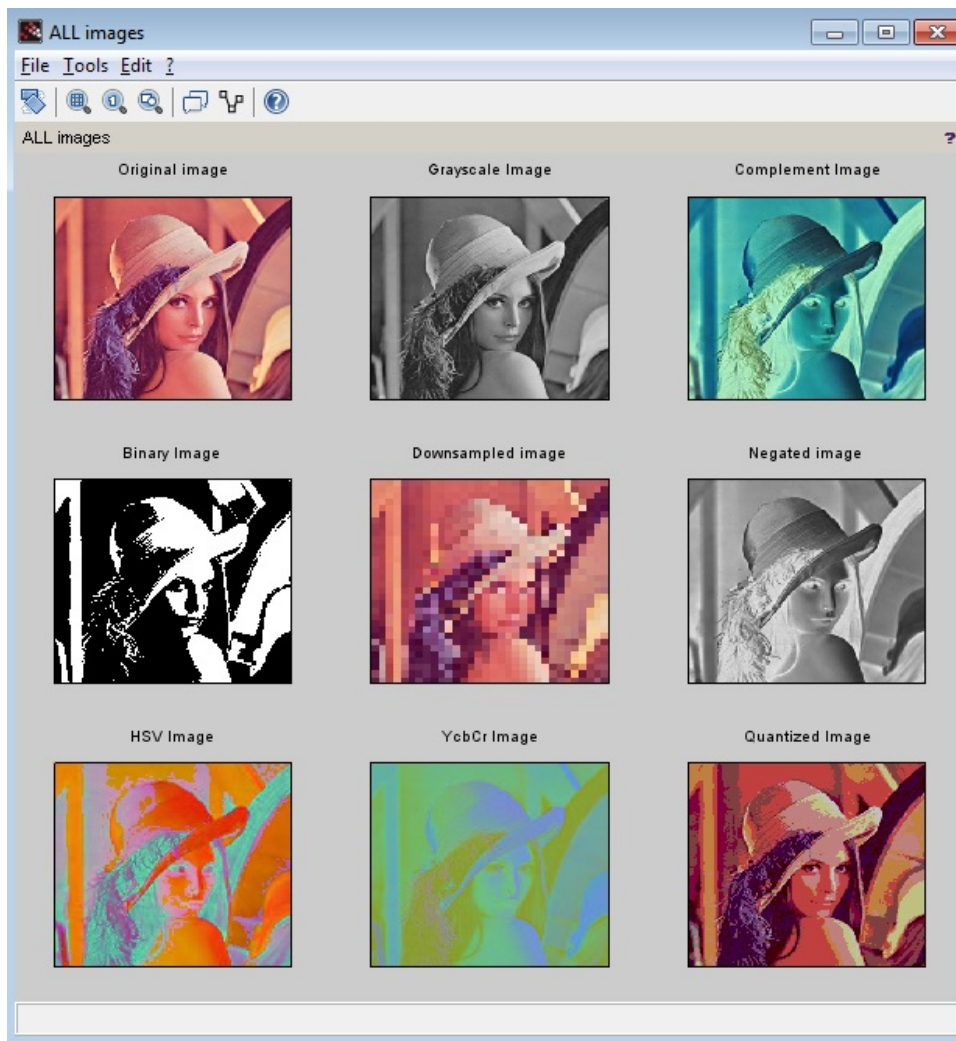 ALL images
File Tools Edit ?
ALL images ?
Original image Grayscale Image Complement Image
Binary Image Downsampled image Negated image
HSV Image YcbCr Image Quantized Image